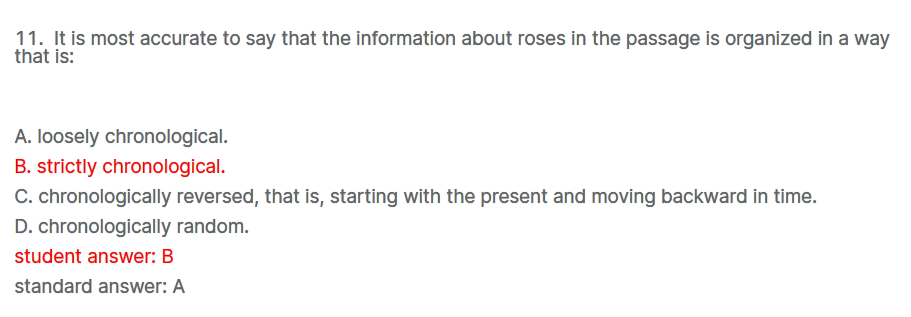 11. It is most accurate to say that the information about roses in the passage is organized in a way
that is:
A. loosely chronological.
B. strictly chronological.
C. chronologically reversed, that is, starting with the present and moving backward in time.
D. chronologically random.
student answer: B
standard answer: A